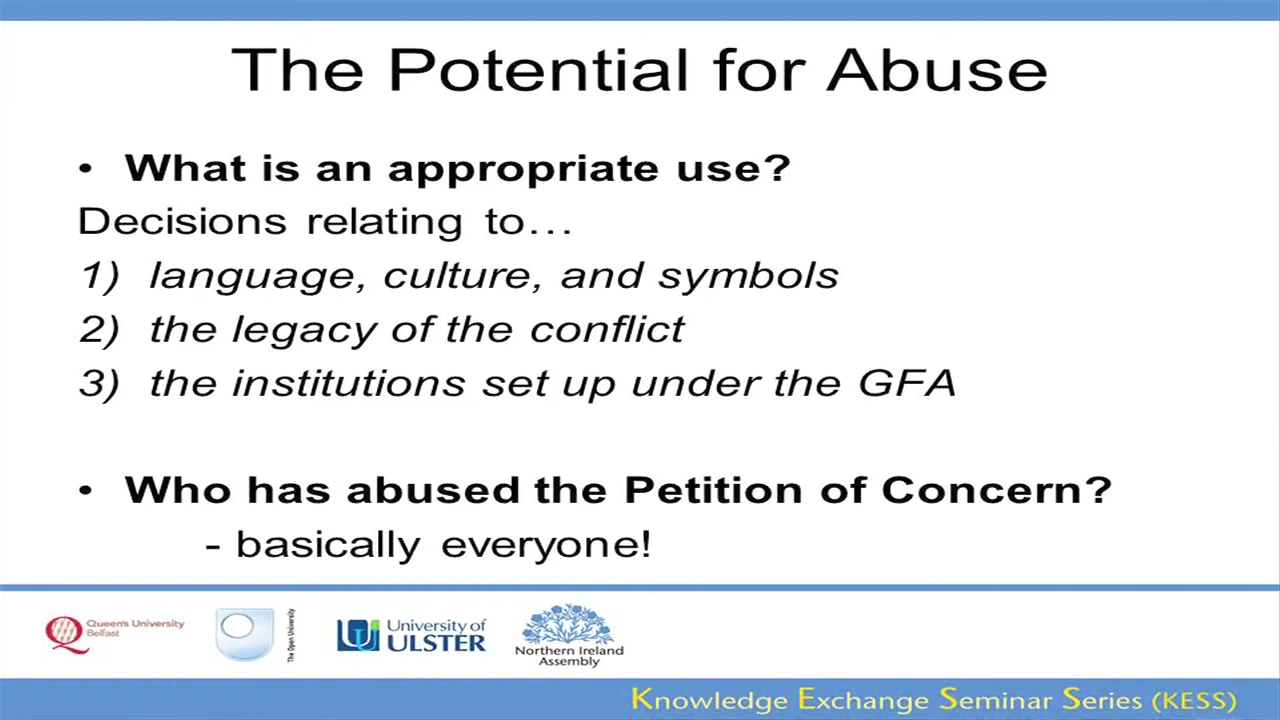 The Potential for Abuse
• What is an appropriate use?
Decisions relating to…
1) language, culture, and symbols
2) the legacy of the conflict
3) the institutions set up under the GFA
• Who has abused the Petition of Concern?
- basically everyone!
Queen's University
Belfast
The Open University
University of
ULSTER
Northern Ireland
Assembly
Knowledge Exchange Seminar Series (KESS)